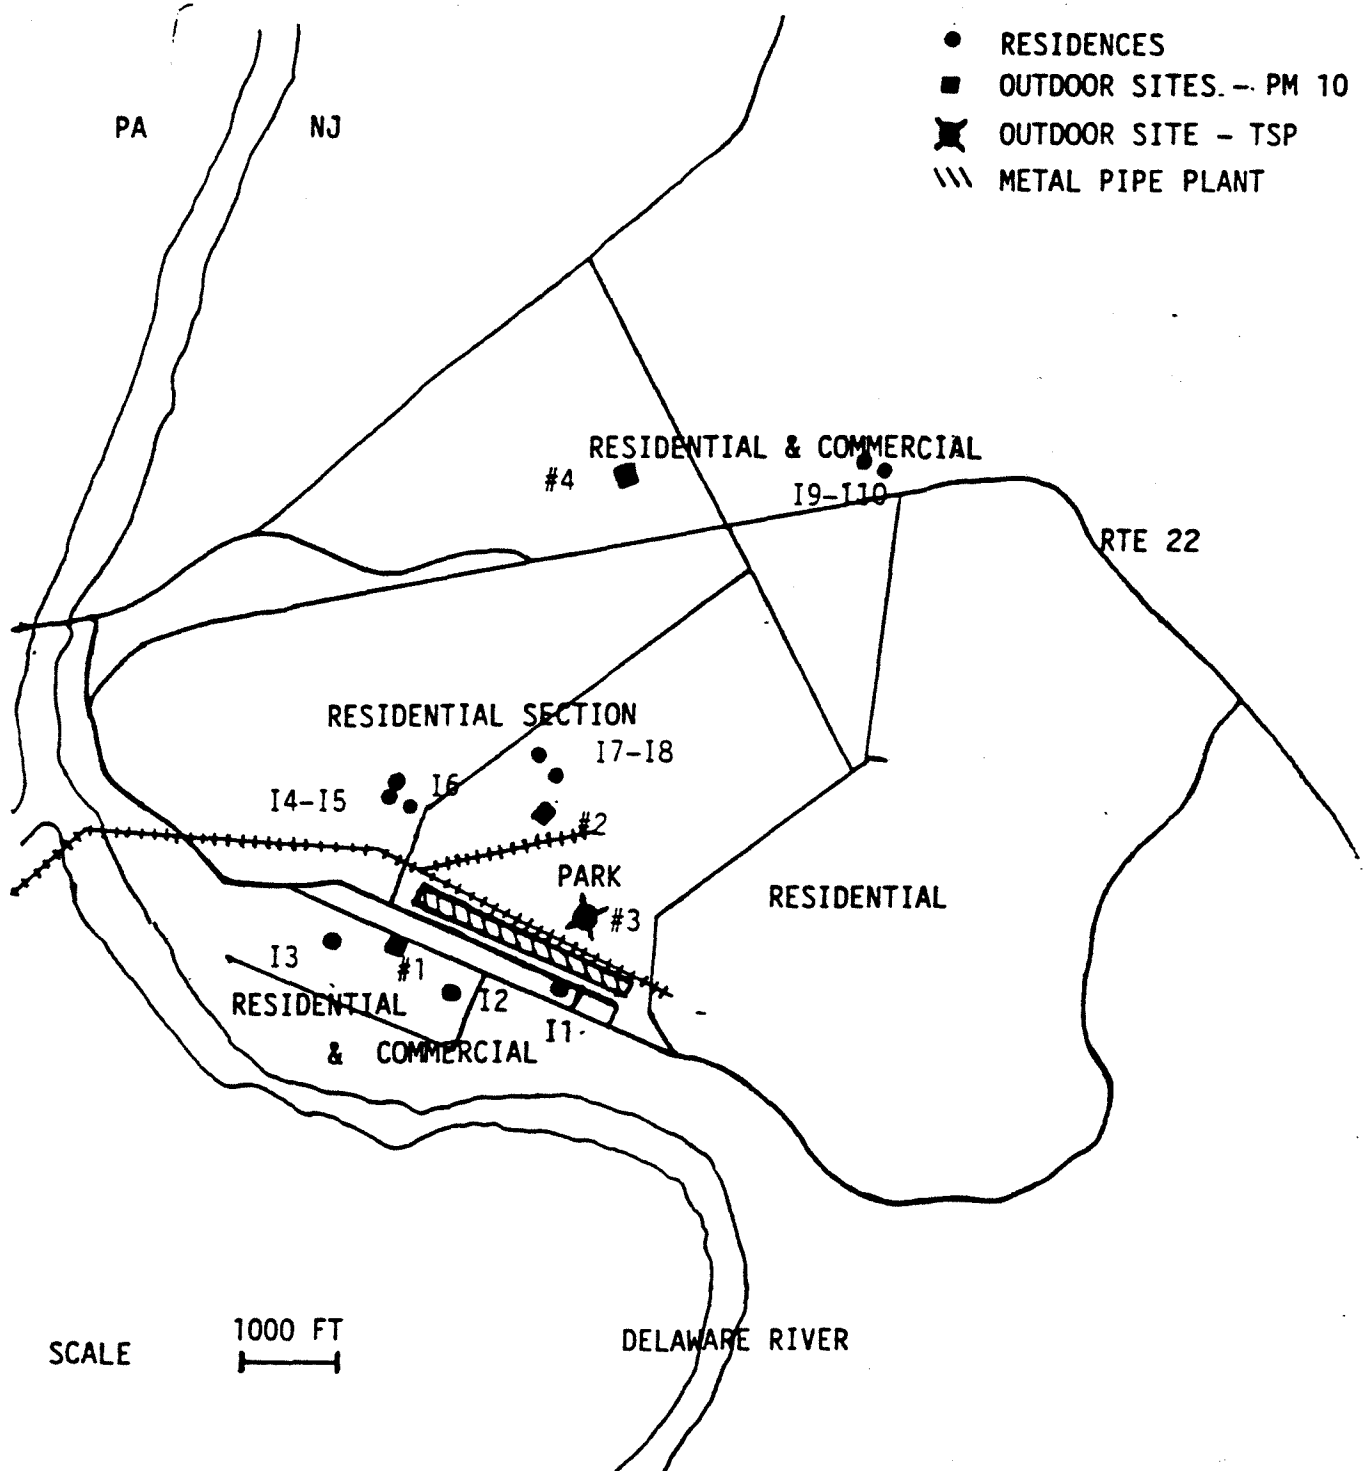 RESIDENCES
OUTDOOR SITES - PM 10
OUTDOOR SITE - TSP
METAL PIPE PLANT
PA
NJ
RESIDENTIAL & COMMERCIAL
#4
I9-I10
RTE 22
RESIDENTIAL SECTION
I7-I8
I6
I4-I5
#2
PARK
RESIDENTIAL
#3
I3
#1
I2
RESIDENTIAL
& COMMERCIAL
I1
1000 FT
SCALE
DELAWARE RIVER